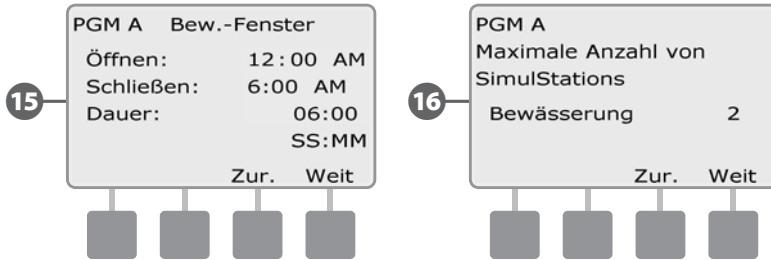 15
PGM A Bew.-Fenster
Öffnen: 12:00 AM
Schließen: 6:00 AM
Dauer: 06:00
SS:MM
Zur. Weit
16
PGM A
Maximale Anzahl von
SimulStations
Bewässerung 2
Zur. Weit